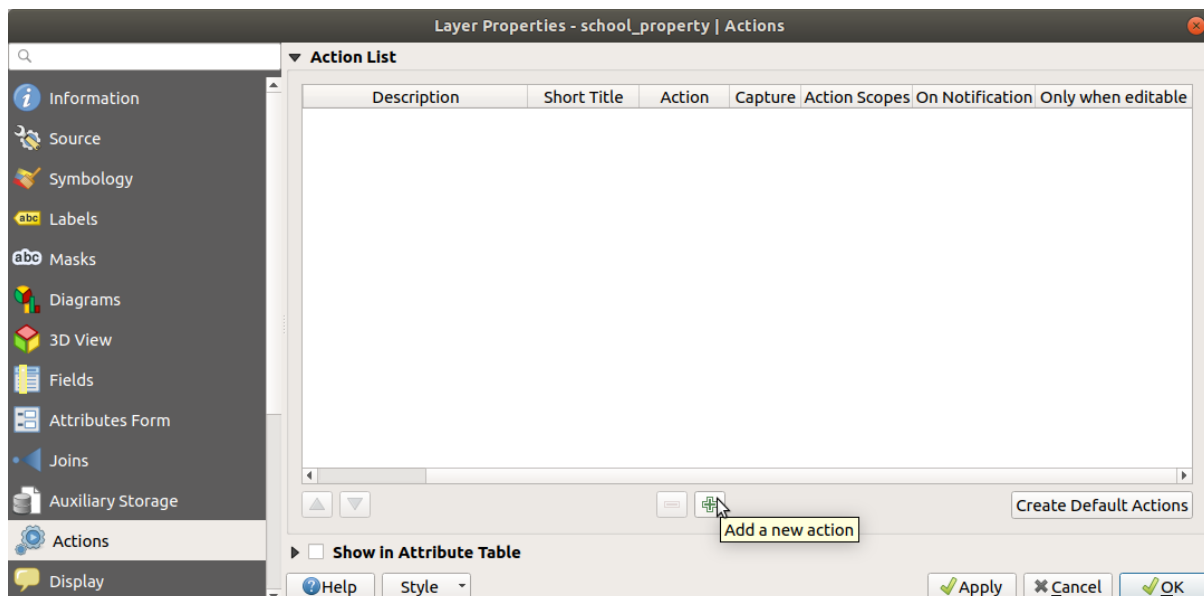 Layer Properties - school_property | Actions
Action List
Information
Source
Symbology
abc Labels
abc Masks
Diagrams
3D View
Fields
Attributes Form
Joins
Auxiliary Storage
Actions
Display
Description Short Title Action Capture Action Scopes On Notification Only when editable
Create Default Actions
Add a new action
Show in Attribute Table
Help Style Apply Cancel OK